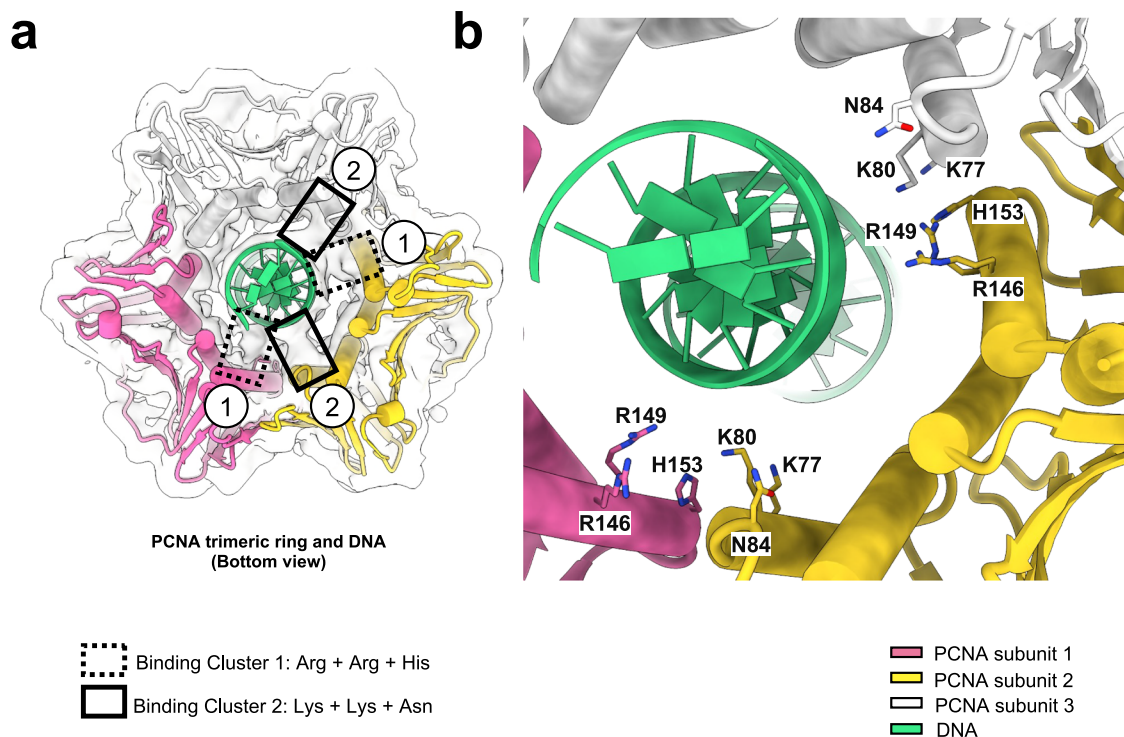 a
b
2
1
1
2
PCNA trimeric ring and DNA
(Bottom view)
N84
K80
K77
R149
H153
R146
R149
K80
H153
K77
R146
N84
Binding Cluster 1: Arg + Arg + His
Binding Cluster 2: Lys + Lys + Asn
PCNA subunit 1
PCNA subunit 2
PCNA subunit 3
DNA